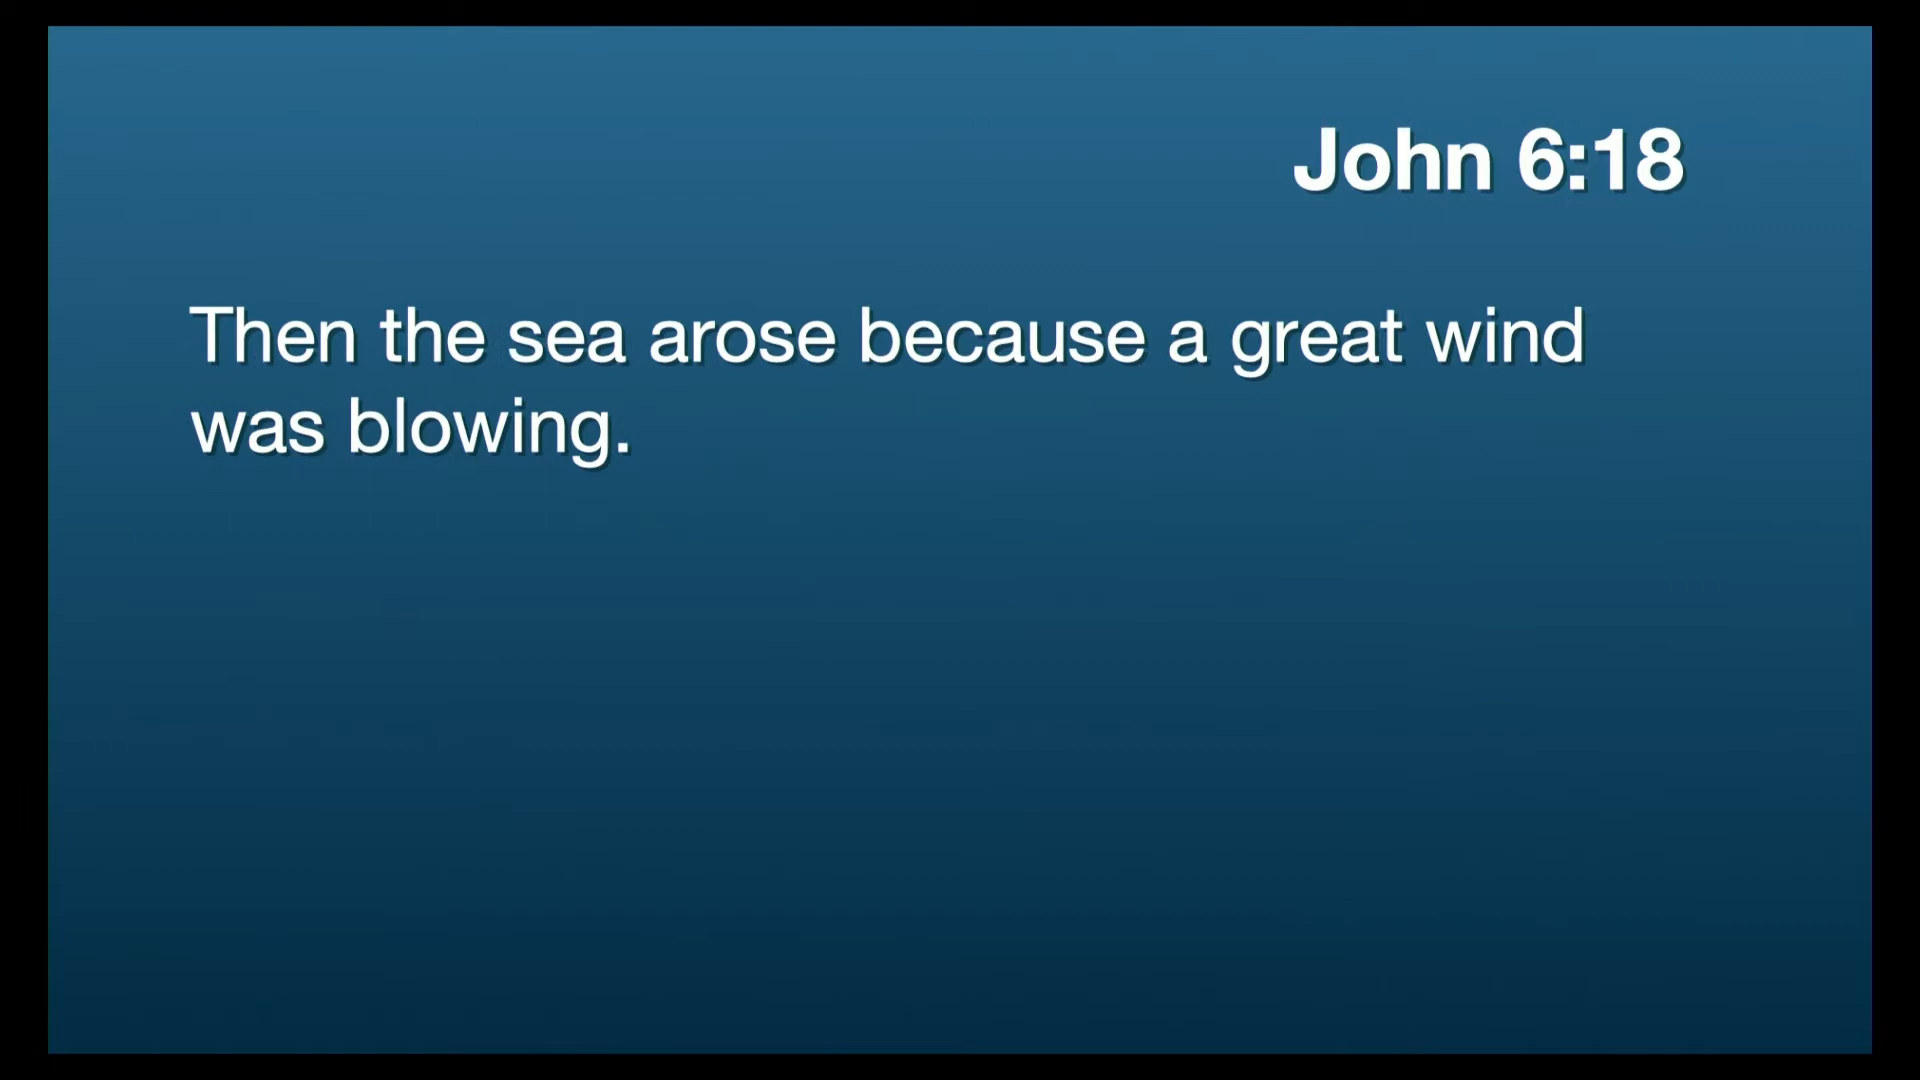 John 6:18
Then the sea arose because a great wind
was blowing.